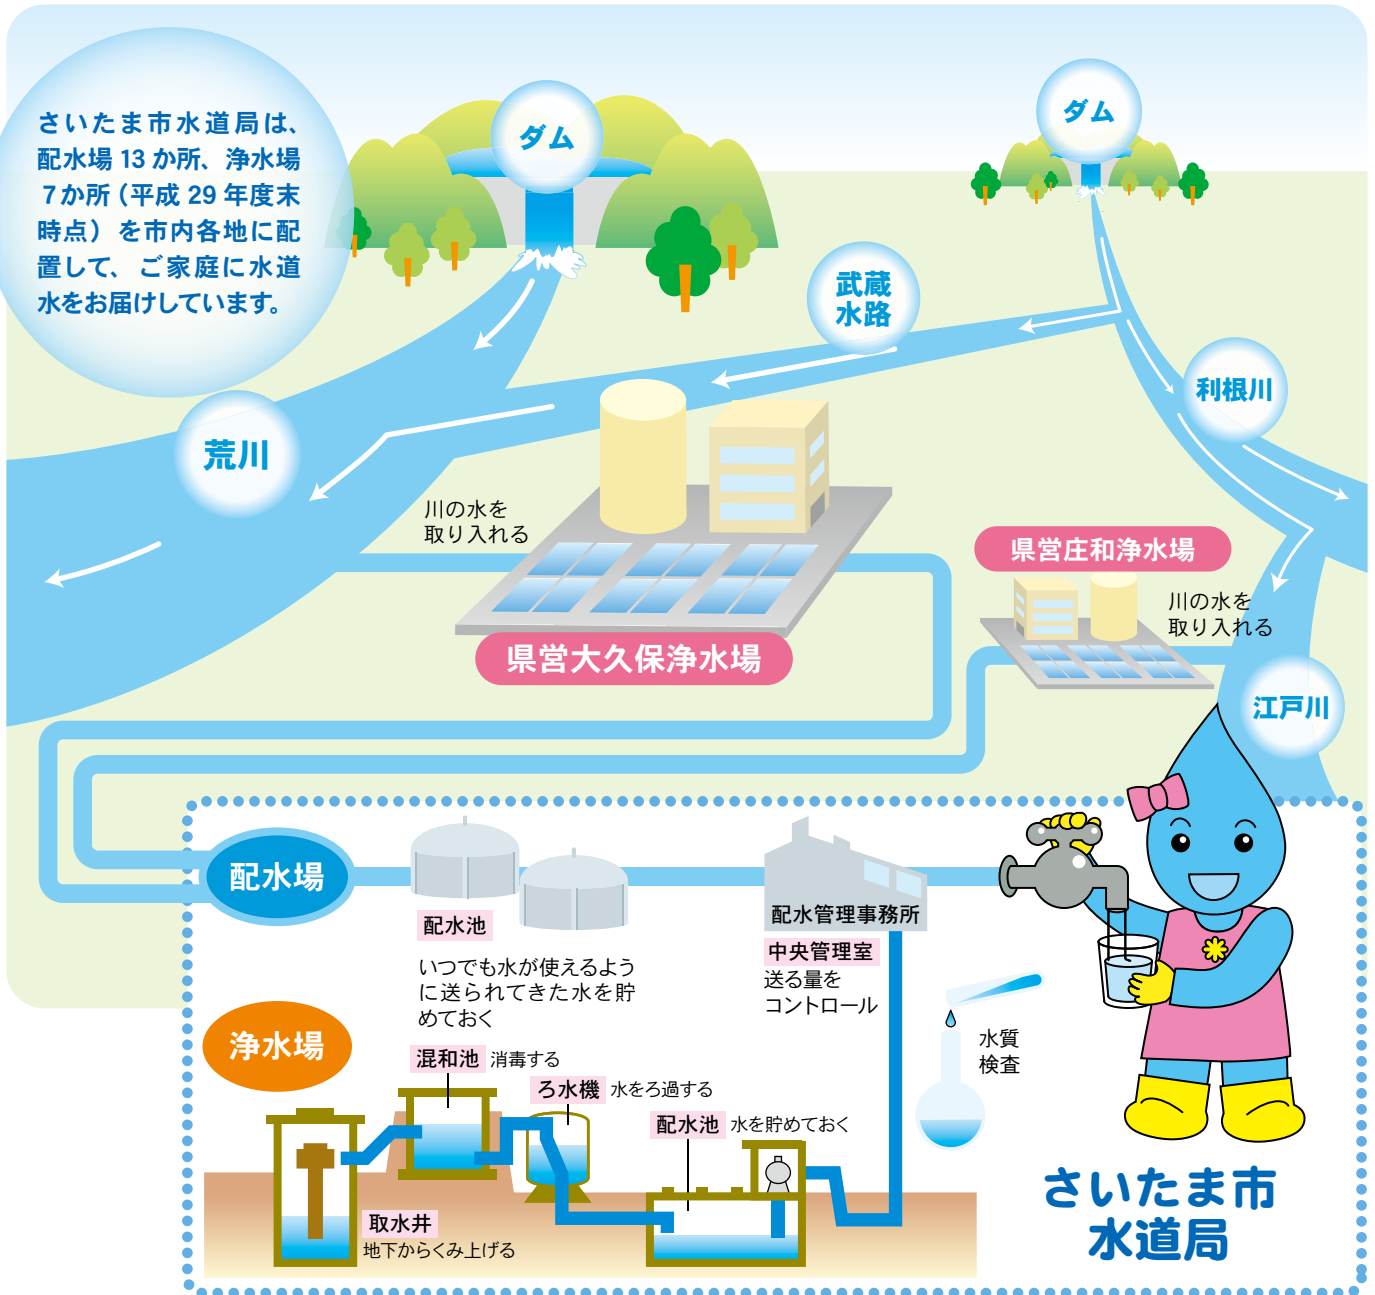 さいたま市水道局は、
配水場 13 か所、浄水場
7か所（平成 29 年度末
時点）を市内各地に配
置して、ご家庭に水道
水をお届けしています。
ダム
ダム
武蔵
水路
利根川
荒川
川の水を
取り入れる
県営大久保浄水場
県営庄和浄水場
川の水を
取り入れる
江戸川
配水場
配水池
いつでも水が使えるよう
に送られてきた水を貯
めておく
配水管理事務所
中央管理室
送る量を
コントロール
水質
検査
浄水場
混和池 消毒する
ろ水機 水をろ過する
配水池 水を貯めておく
取水井
地下からくみ上げる
さいたま市
水道局